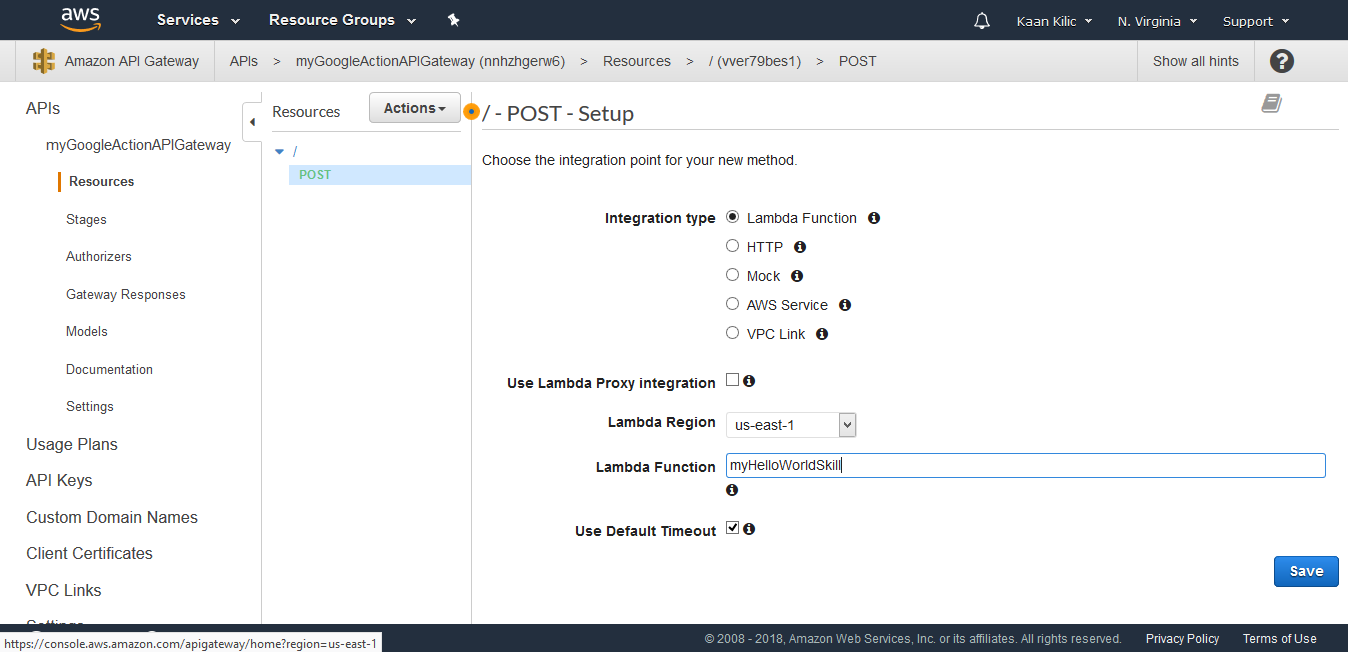 aws Services Resource Groups Kaan Kilic N. Virginia Support
Amazon API Gateway APIs > myGoogleActionAPIGateway (nnhzhgerw6) > Resources > / (vver79bes1) > POST Show all hints ?
APIs
myGoogleActionAPIGateway
Resources
Stages
Authorizers
Gateway Responses
Models
Documentation
Settings
Usage Plans
API Keys
Custom Domain Names
Client Certificates
VPC Links
Settings
Resources Actions
/
POST
/ - POST - Setup
Choose the integration point for your new method.
Integration type Lambda Function
HTTP
Mock
AWS Service
VPC Link
Use Lambda Proxy integration
Lambda Region us-east-1
Lambda Function myHelloWorldSkill
Use Default Timeout
Save
https://console.aws.amazon.com/apigateway/home?region=us-east-1
© 2008 - 2018, Amazon Web Services, Inc. or its affiliates. All rights reserved. Privacy Policy Terms of Use